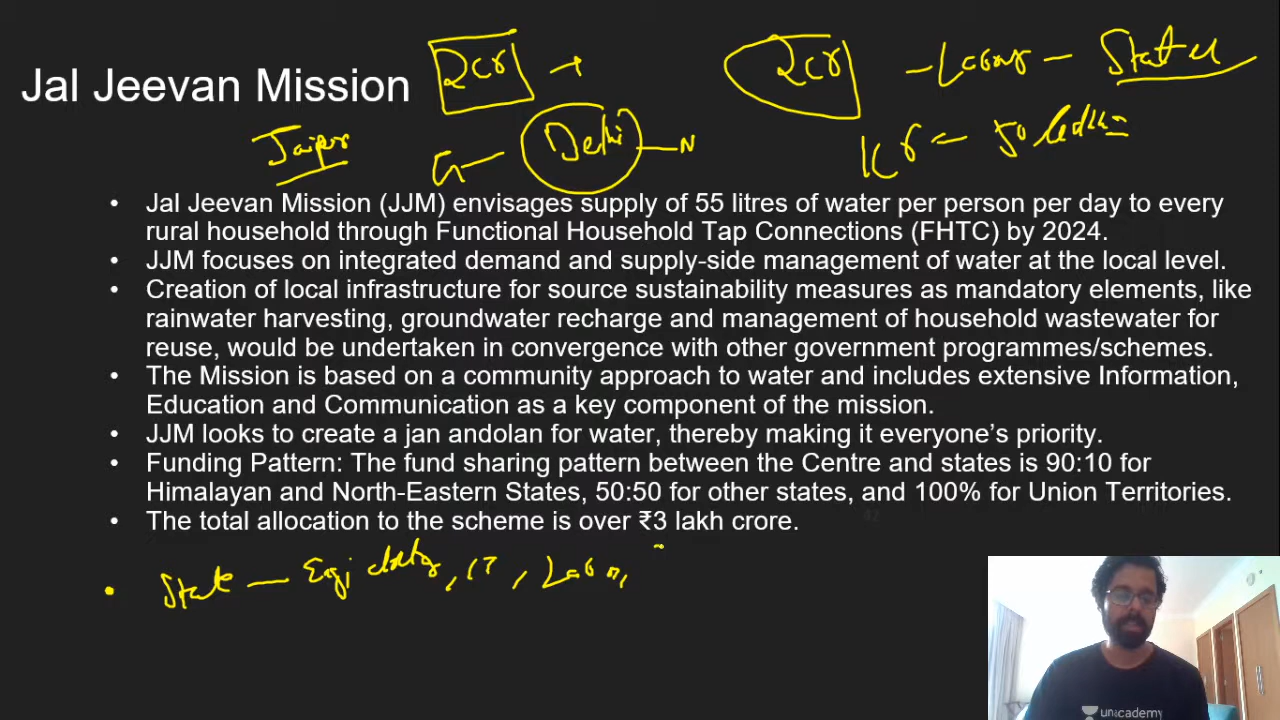 2cr
2cr - Labour - State
Jal Jeevan Mission
Jaipur
G - Delhi - N
Kr = 50 lakh
• Jal Jeevan Mission (JJM) envisages supply of 55 litres of water per person per day to every
rural household through Functional Household Tap Connections (FHTC) by 2024.
• JJM focuses on integrated demand and supply-side management of water at the local level.
• Creation of local infrastructure for source sustainability measures as mandatory elements, like
rainwater harvesting, groundwater recharge and management of household wastewater for
reuse, would be undertaken in convergence with other government programmes/schemes.
• The Mission is based on a community approach to water and includes extensive Information,
Education and Communication as a key component of the mission.
• JJM looks to create a jan andolan for water, thereby making it everyone’s priority.
• Funding Pattern: The fund sharing pattern between the Centre and states is 90:10 for
Himalayan and North-Eastern States, 50:50 for other states, and 100% for Union Territories.
• The total allocation to the scheme is over ₹3 lakh crore.
• State -
unacademy